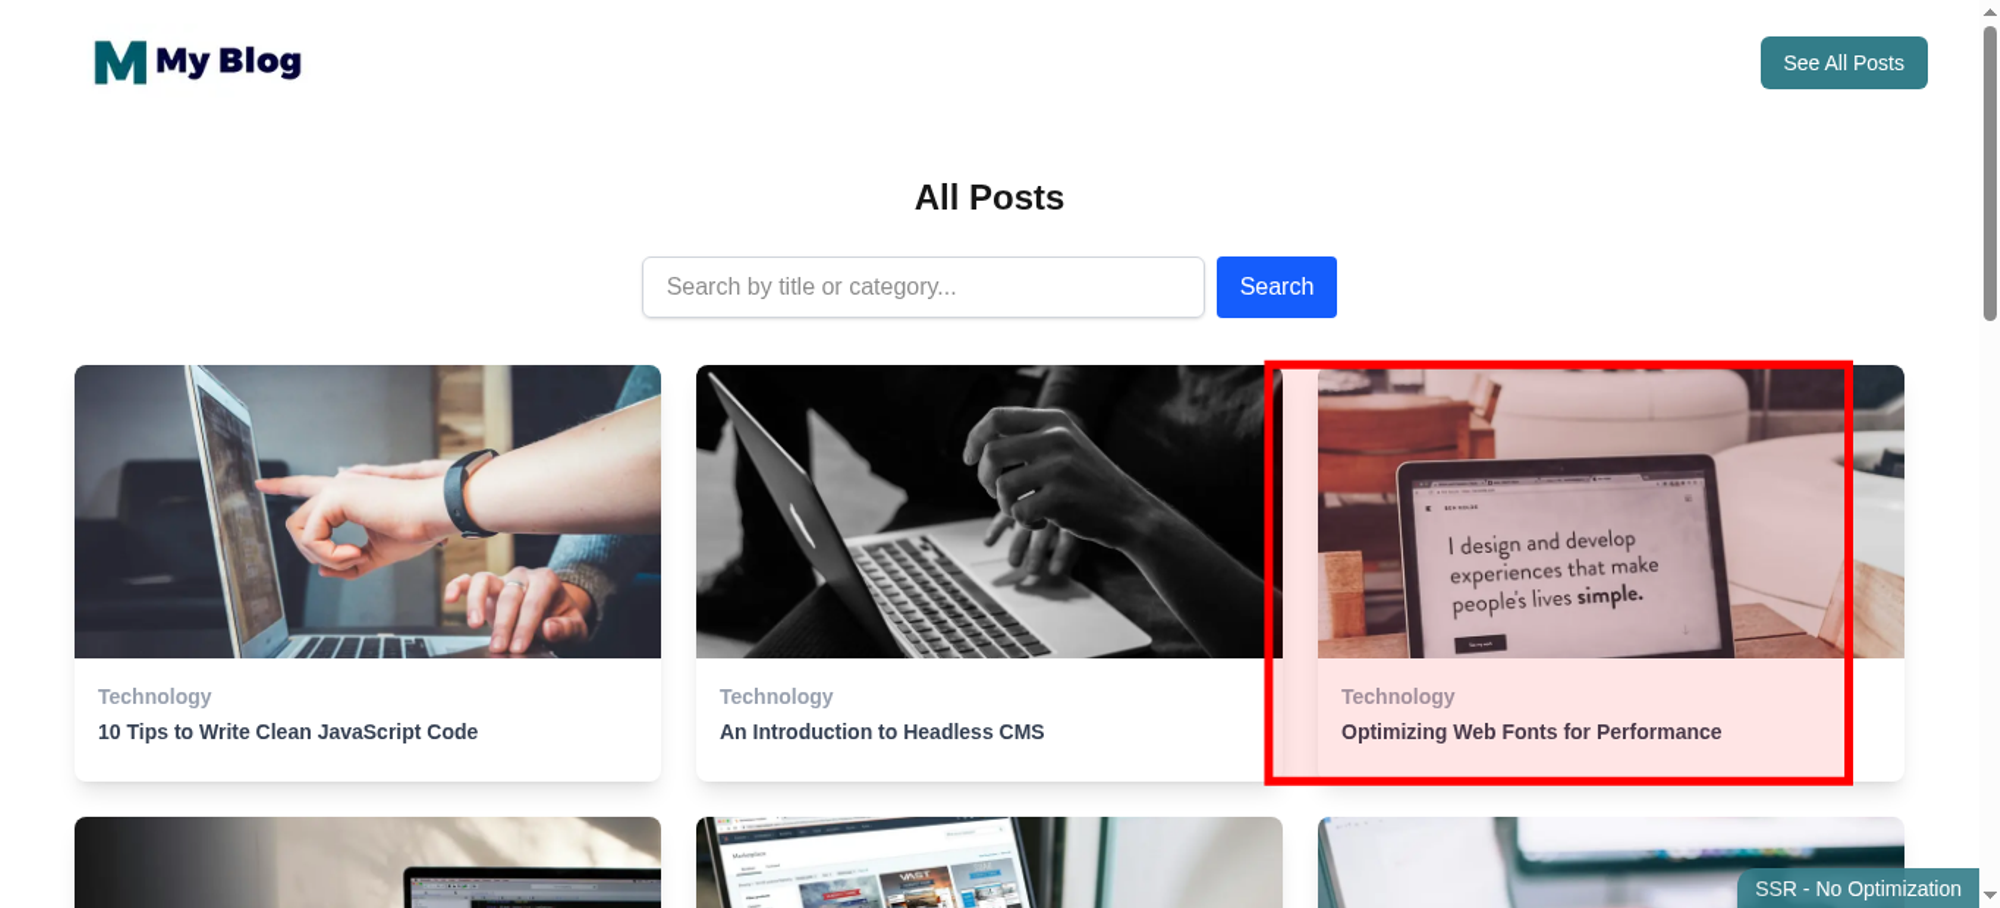 M My Blog
See All Posts
All Posts
Search by title or category...
Search
I design and develop
experiences that make
people's lives simple.
Technology
10 Tips to Write Clean JavaScript Code
Technology
An Introduction to Headless CMS
Technology
Optimizing Web Fonts for Performance
Marketplace
VAST
SSR - No Optimization